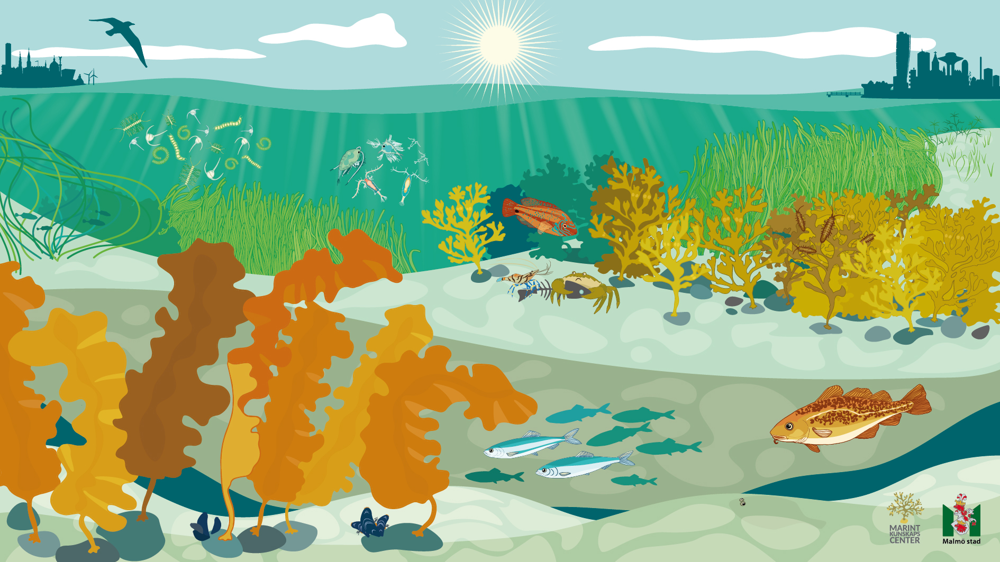 MARINT
KUNSKAPS
CENTER
Malmö stad